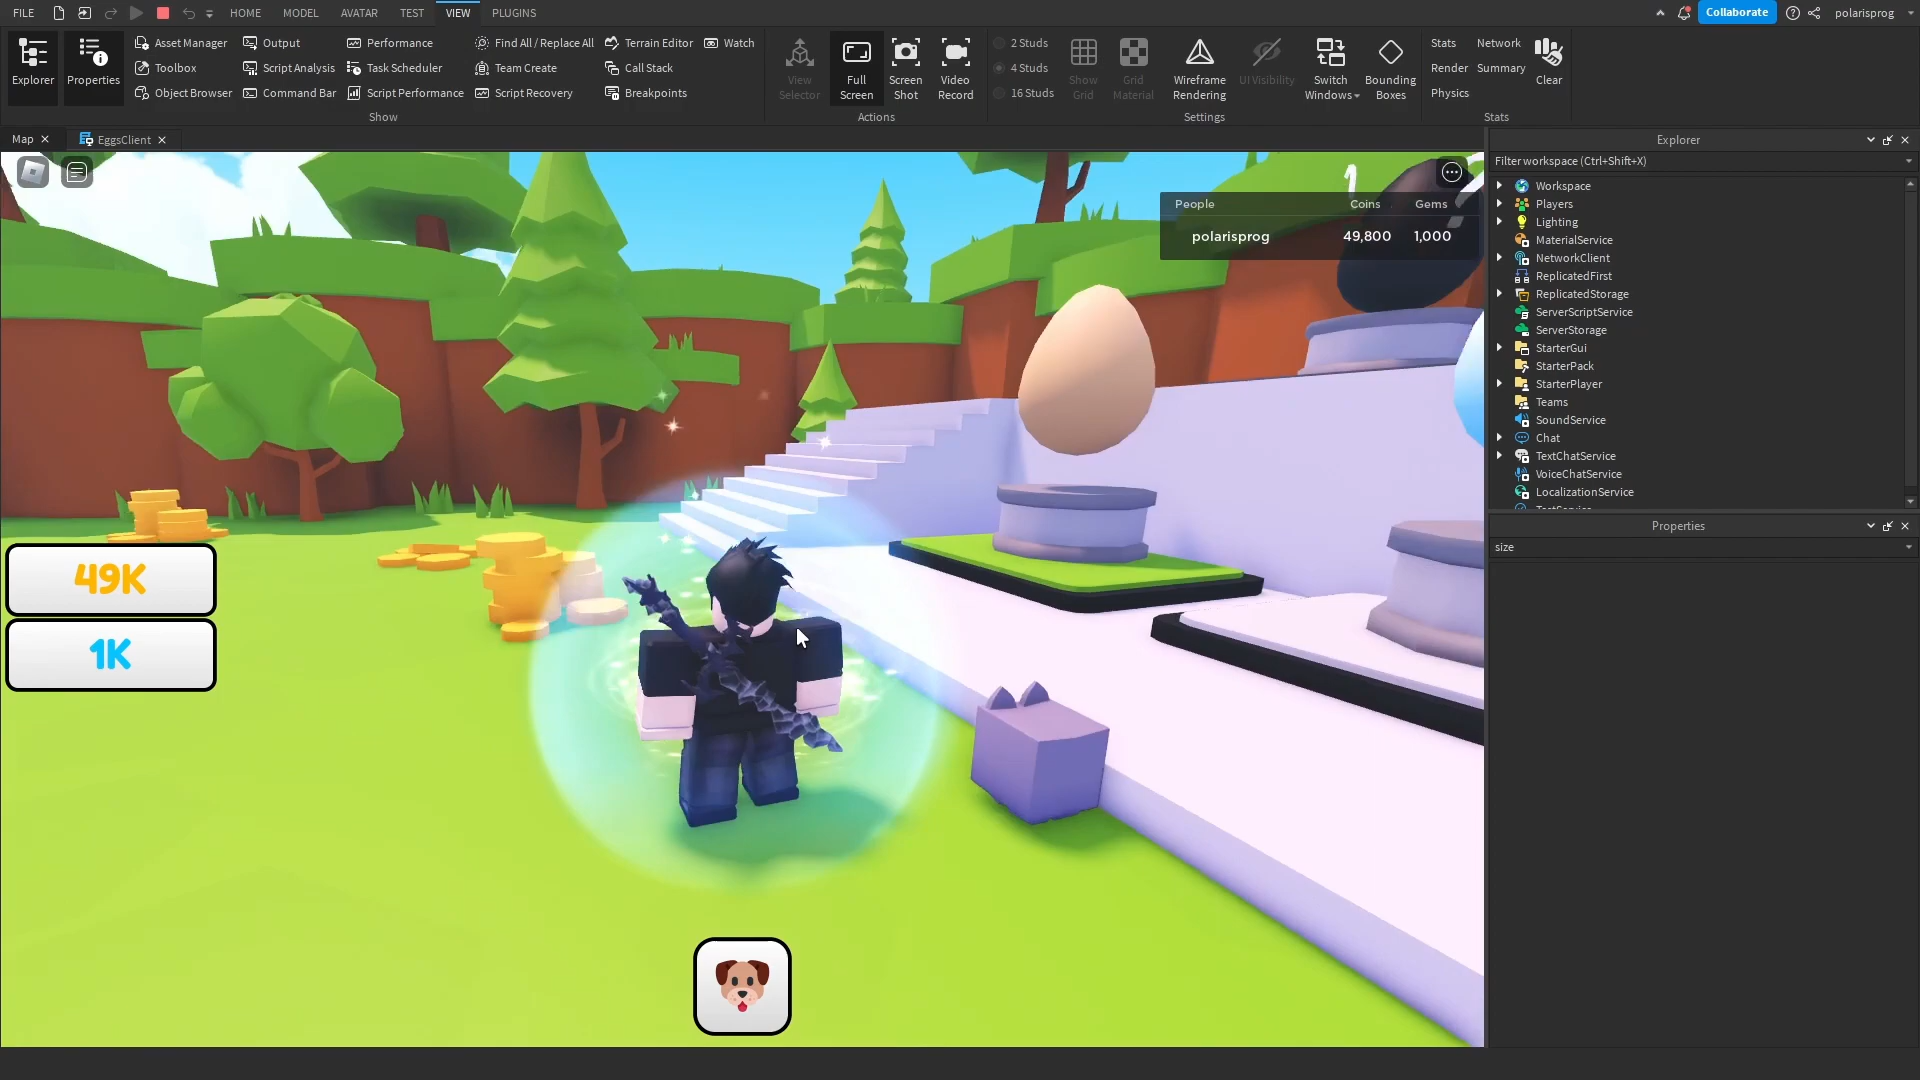 FILE HOME MODEL AVATAR TEST VIEW PLUGINS Collaborate polarisprog
Explorer
Properties
Asset Manager
Toolbox
Object Browser
Output
Script Analysis
Command Bar
Performance
Task Scheduler
Script Performance
Find All / Replace All
Team Create
Script Recovery
Terrain Editor
Call Stack
Breakpoints
Watch
Show
View
Selector
Full
Screen
Screen
Shot
Video
Record
Actions
2 Studs
4 Studs
16 Studs
Show
Grid
Grid
Material
Wireframe
Rendering
UI Visibility
Switch
Windows
Bounding
Boxes
Settings
Stats
Render
Physics
Network
Summary
Clear
Stats
Map
EggsClient
People Coins Gems
polarisprog 49,800 1,000
49K
1K
Explorer
Filter workspace (Ctrl+Shift+X)
Workspace
Players
Lighting
MaterialService
NetworkClient
ReplicatedFirst
ReplicatedStorage
ServerScriptService
ServerStorage
StarterGui
StarterPack
StarterPlayer
Teams
SoundService
Chat
TextChatService
VoiceChatService
LocalizationService
Properties
size